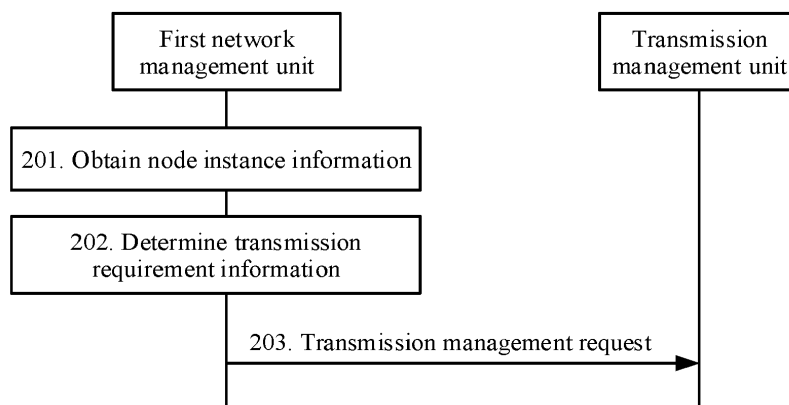 First network
management unit
Transmission
management unit
201. Obtain node instance information
202. Determine transmission
requirement information
203. Transmission management request